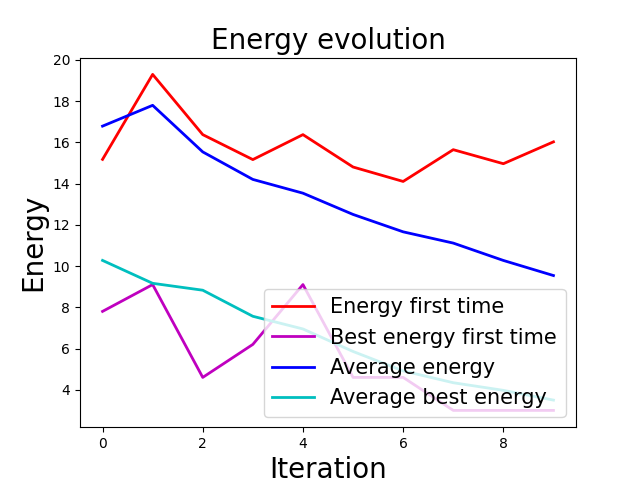 Energy evolution
Energy
20
18
16
14
12
10
8
6
4
Energy first time
Best energy first time
Average energy
Average best energy
0
2
4
6
8
Iteration